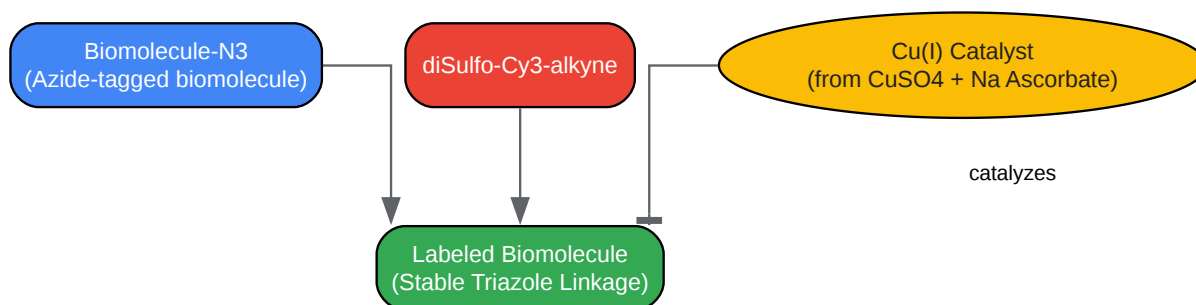 Biomolecule-N3
(Azide-tagged biomolecule)
diSulfo-Cy3-alkyne
Cu(I) Catalyst
(from CuSO4 + Na Ascorbate)
catalyzes
Labeled Biomolecule
(Stable Triazole Linkage)